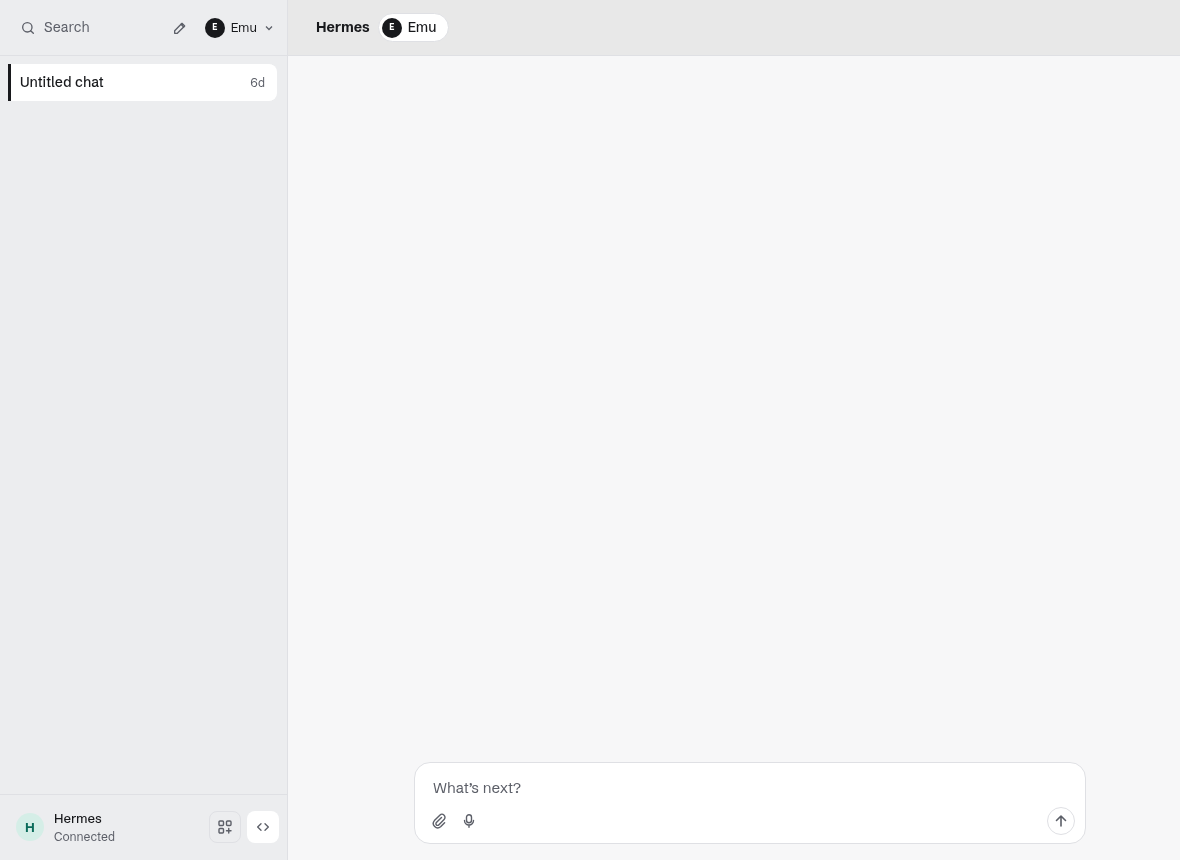 Search
E Emu
Untitled chat 6d
Hermes E Emu
What's next?
H Hermes
Connected